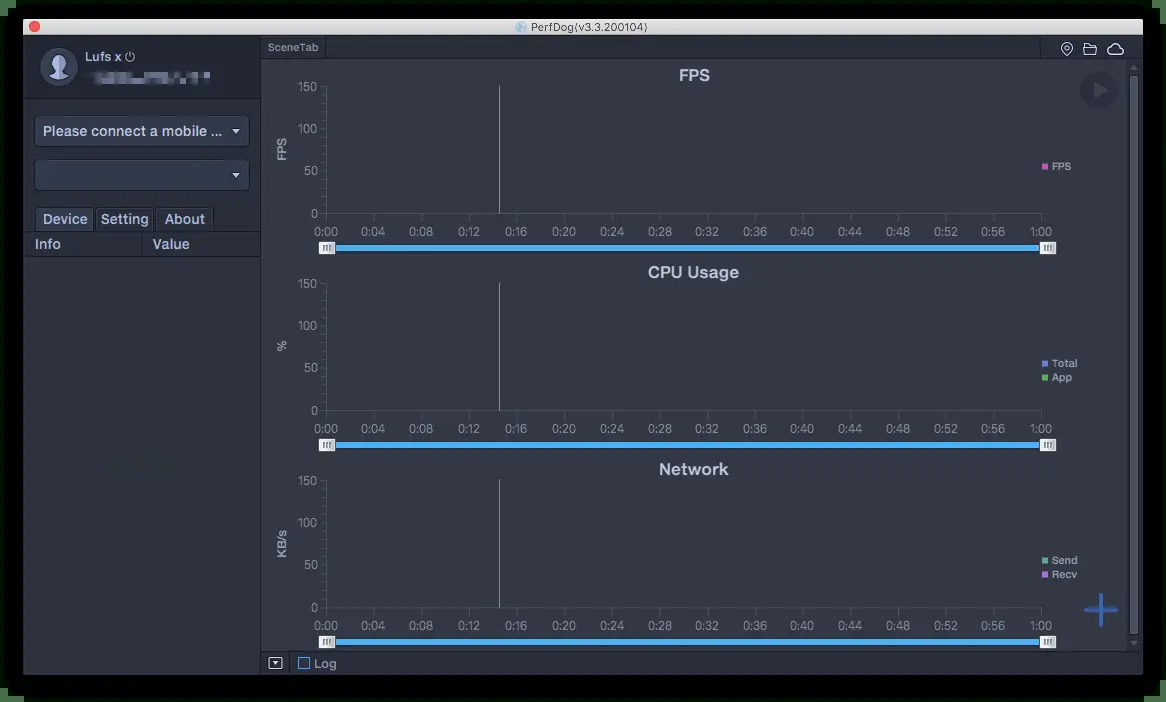 PerfDog(v3.3.200104)
Lufs x
SceneTab
Please connect a mobile ...
Device Setting About
Info Value
FPS
150
100
50
0
FPS
FPS
0:00 0:04 0:08 0:12 0:16 0:20 0:24 0:28 0:32 0:36 0:40 0:44 0:48 0:52 0:56 1:00
CPU Usage
150
100
50
0
%
Total
App
0:00 0:04 0:08 0:12 0:16 0:20 0:24 0:28 0:32 0:36 0:40 0:44 0:48 0:52 0:56 1:00
Network
150
100
50
0
KB/s
Send
Recv
0:00 0:04 0:08 0:12 0:16 0:20 0:24 0:28 0:32 0:36 0:40 0:44 0:48 0:52 0:56 1:00
Log